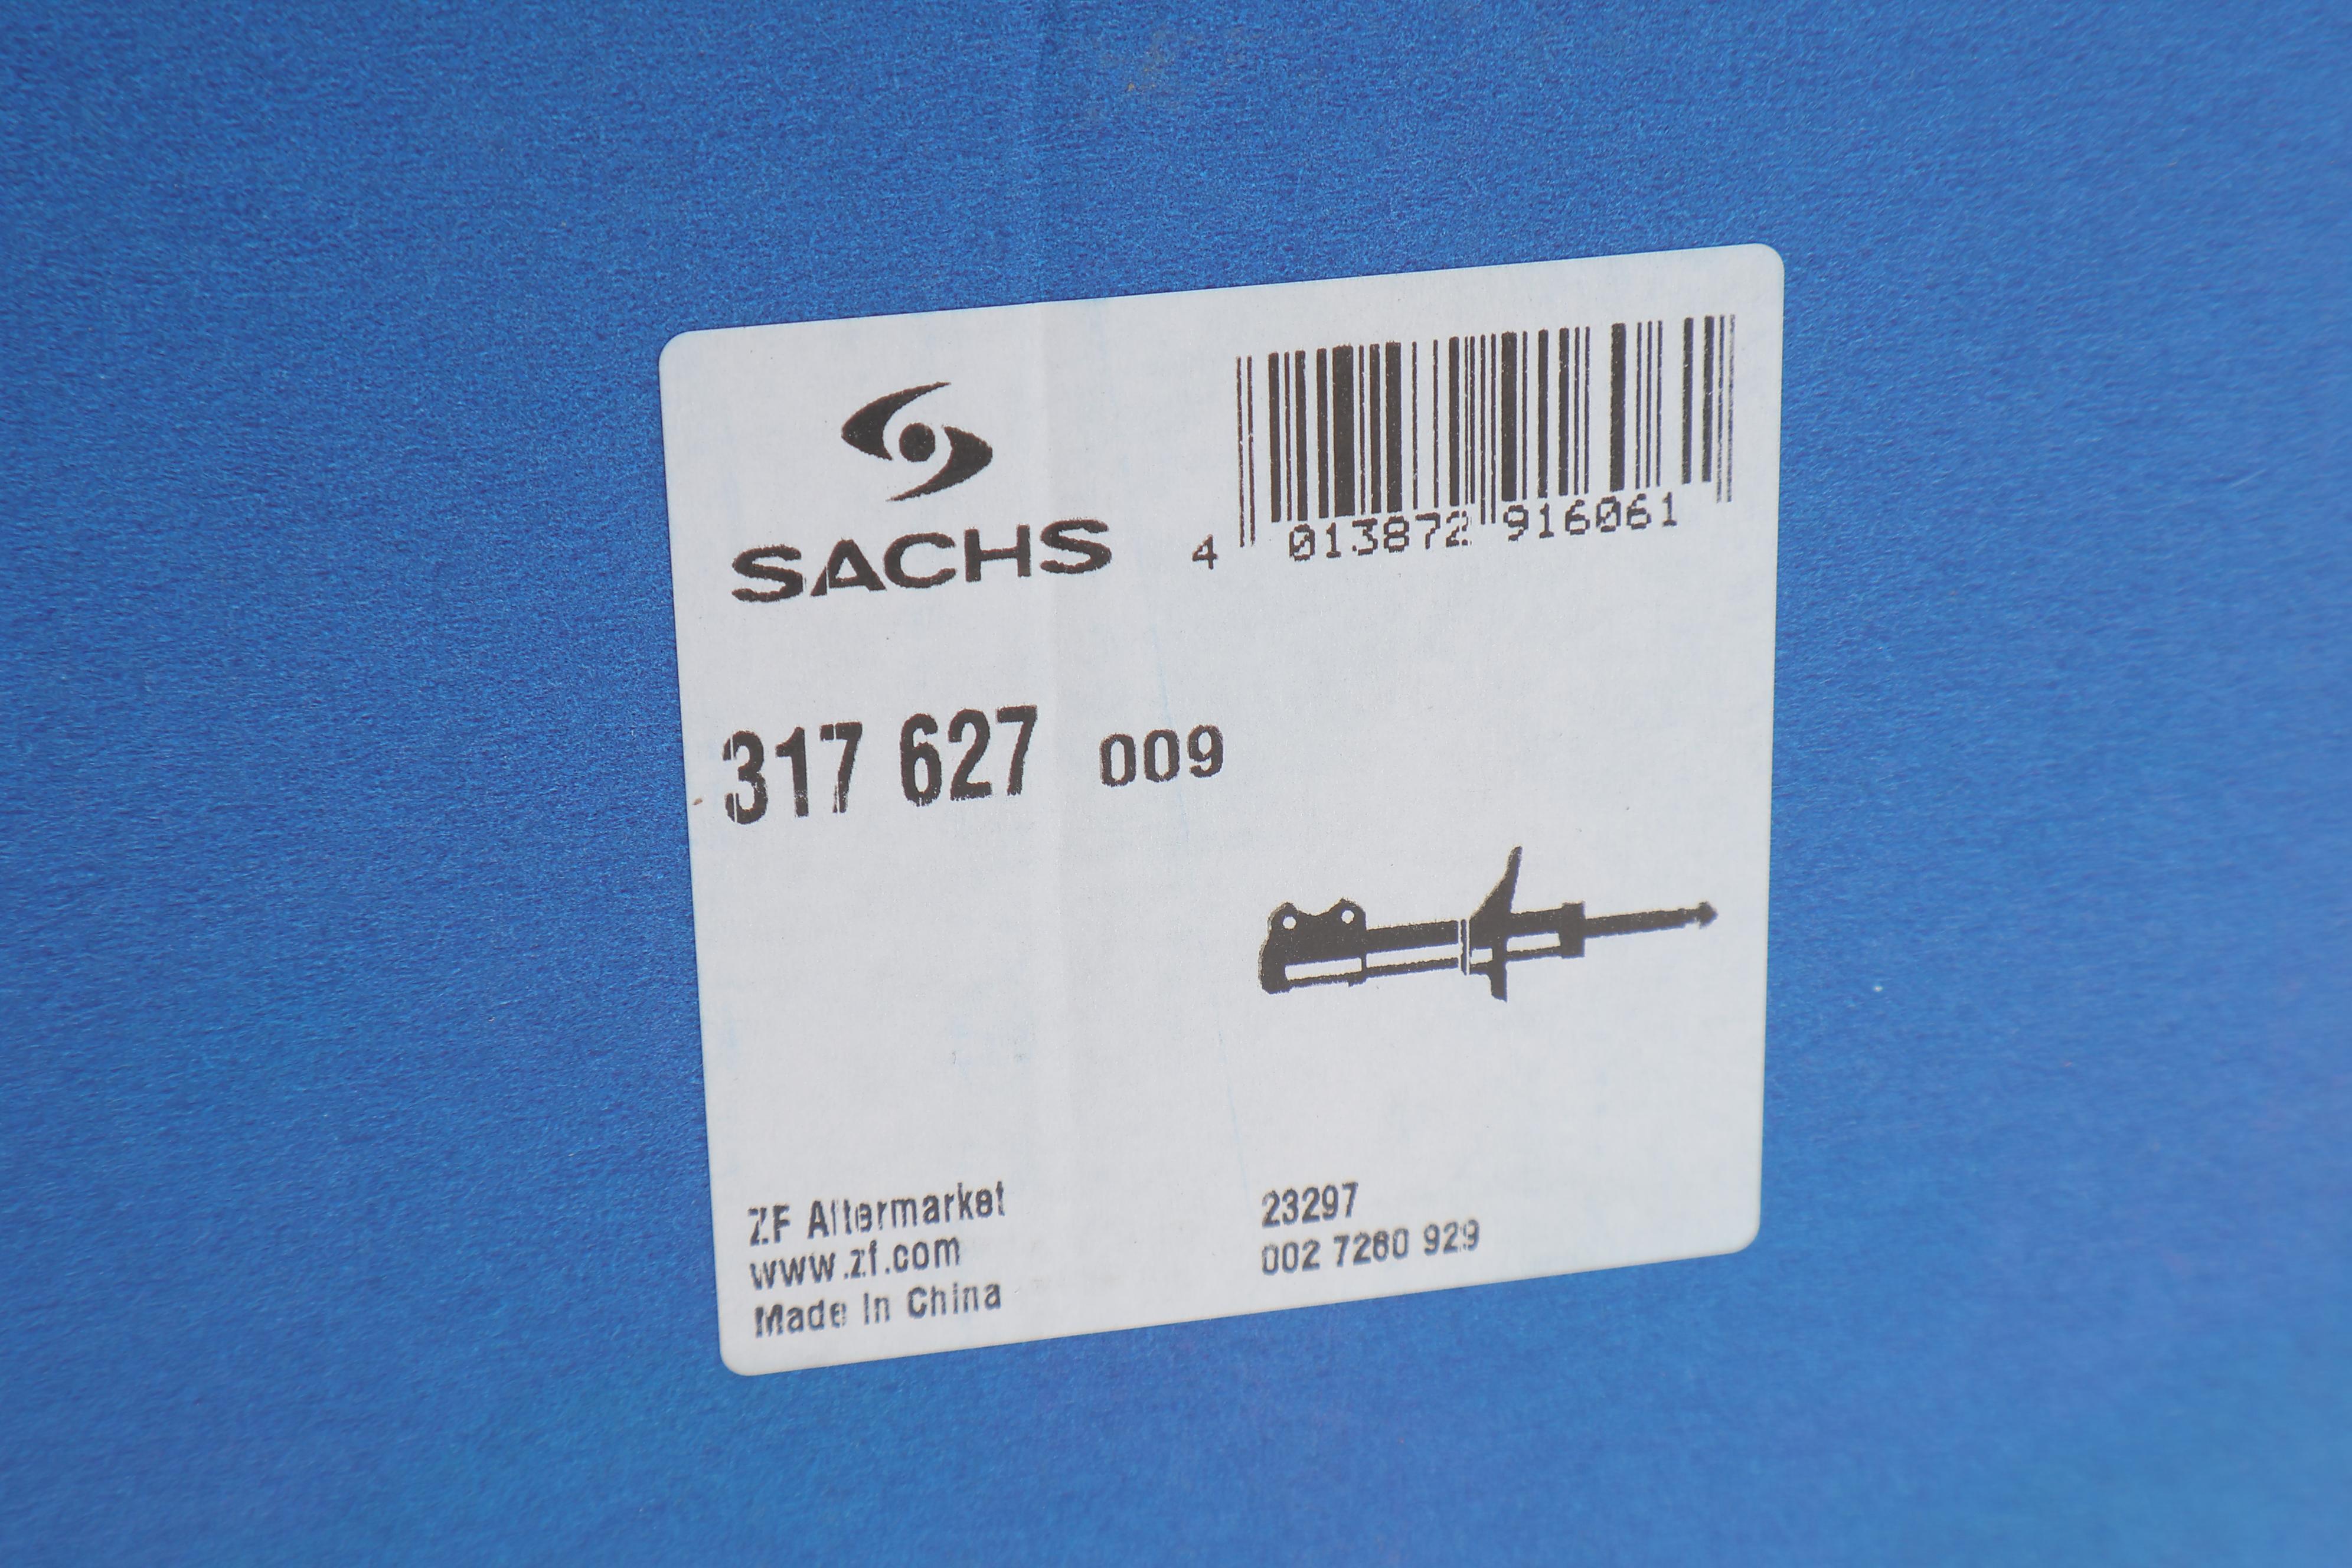 SACHS
4 013872 916061
317 627 009
ZF Aftermarket
www.zf.com
Made In China
23297
002 7260 929